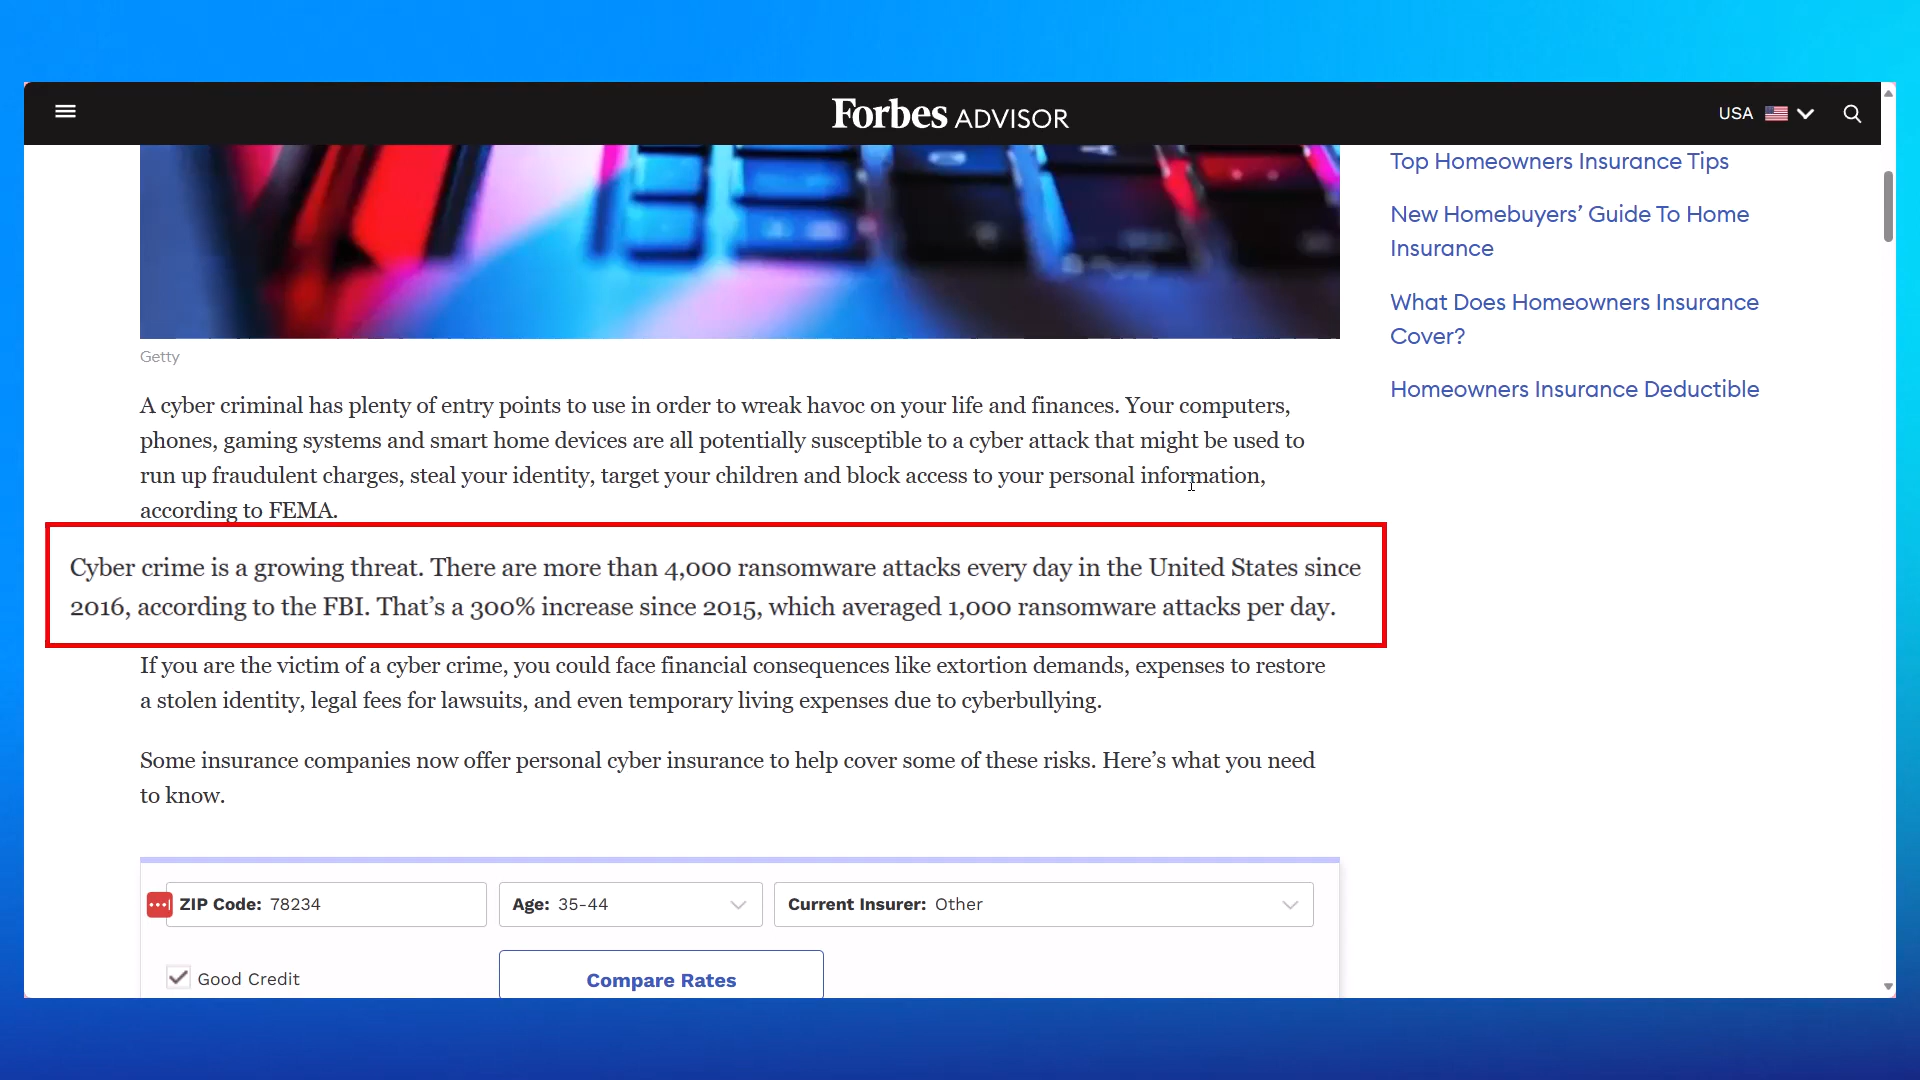 Forbes ADVISOR
USA
Top Homeowners Insurance Tips
New Homebuyers’ Guide To Home
Insurance
What Does Homeowners Insurance
Cover?
Homeowners Insurance Deductible
Getty
A cyber criminal has plenty of entry points to use in order to wreak havoc on your life and finances. Your computers,
phones, gaming systems and smart home devices are all potentially susceptible to a cyber attack that might be used to
run up fraudulent charges, steal your identity, target your children and block access to your personal information,
according to FEMA.
Cyber crime is a growing threat. There are more than 4,000 ransomware attacks every day in the United States since
2016, according to the FBI. That’s a 300% increase since 2015, which averaged 1,000 ransomware attacks per day.
If you are the victim of a cyber crime, you could face financial consequences like extortion demands, expenses to restore
a stolen identity, legal fees for lawsuits, and even temporary living expenses due to cyberbullying.
Some insurance companies now offer personal cyber insurance to help cover some of these risks. Here’s what you need
to know.
ZIP Code: 78234
Age: 35-44
Current Insurer: Other
Good Credit
Compare Rates